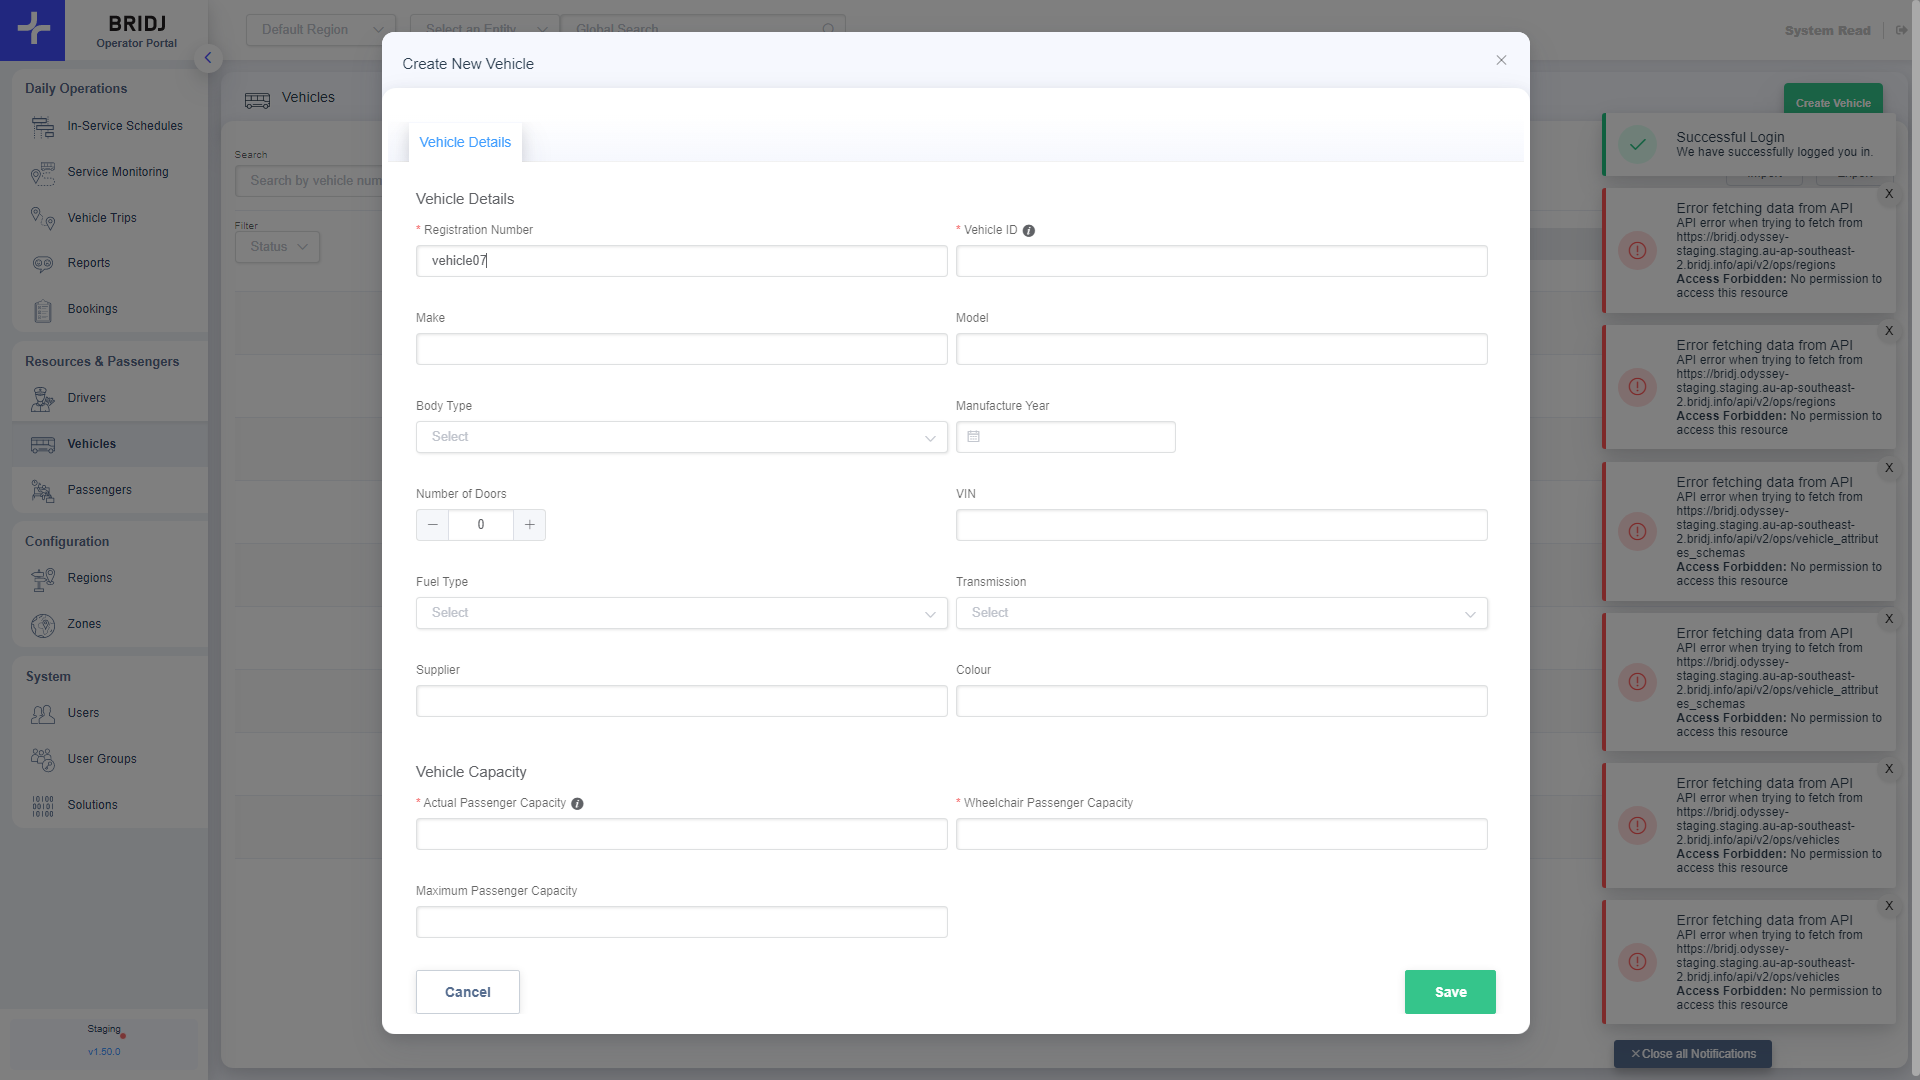 BRIDJ
Operator Portal
Default Region
Select an Entity
Global Search
System Read
Daily Operations
In-Service Schedules
Service Monitoring
Vehicle Trips
Reports
Bookings
Resources & Passengers
Drivers
Vehicles
Passengers
Configuration
Regions
Zones
System
Users
User Groups
Solutions
Staging
v1.50.0
Vehicles
Create Vehicle
Search
Search by vehicle num
Filter
Status
Create New Vehicle
Vehicle Details
Vehicle Details
* Registration Number
vehicle07
* Vehicle ID
Make
Model
Body Type
Select
Manufacture Year
Number of Doors
0
VIN
Fuel Type
Select
Transmission
Select
Supplier
Colour
Vehicle Capacity
* Actual Passenger Capacity
* Wheelchair Passenger Capacity
Maximum Passenger Capacity
Cancel
Save
Successful Login
We have successfully logged you in.
X
Error fetching data from API
API error when trying to fetch from
https://bridj.odyssey-
staging.staging.au-ap-southeast-
2.bridj.info/api/v2/ops/regions
Access Forbidden: No permission to
access this resource
X
Error fetching data from API
API error when trying to fetch from
https://bridj.odyssey-
staging.staging.au-ap-southeast-
2.bridj.info/api/v2/ops/regions
Access Forbidden: No permission to
access this resource
X
Error fetching data from API
API error when trying to fetch from
https://bridj.odyssey-
staging.staging.au-ap-southeast-
2.bridj.info/api/v2/ops/vehicle_attribut
es_schemas
Access Forbidden: No permission to
access this resource
X
Error fetching data from API
API error when trying to fetch from
https://bridj.odyssey-
staging.staging.au-ap-southeast-
2.bridj.info/api/v2/ops/vehicle_attribut
es_schemas
Access Forbidden: No permission to
access this resource
X
Error fetching data from API
API error when trying to fetch from
https://bridj.odyssey-
staging.staging.au-ap-southeast-
2.bridj.info/api/v2/ops/vehicles
Access Forbidden: No permission to
access this resource
X
Error fetching data from API
API error when trying to fetch from
https://bridj.odyssey-
staging.staging.au-ap-southeast-
2.bridj.info/api/v2/ops/vehicles
Access Forbidden: No permission to
access this resource
Close all Notifications